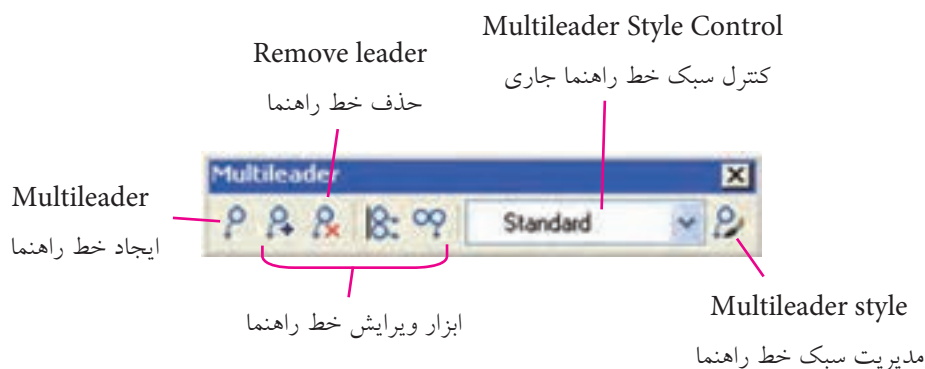 Multileader Style Control
کنترل سبک خط راهنما جاری
Remove leader
حذف خط راهنما
Multileader
Multileader
ایجاد خط راهنما
Standard
ابزار ویرایش خط راهنما
Multileader style
مدیریت سبک خط راهنما